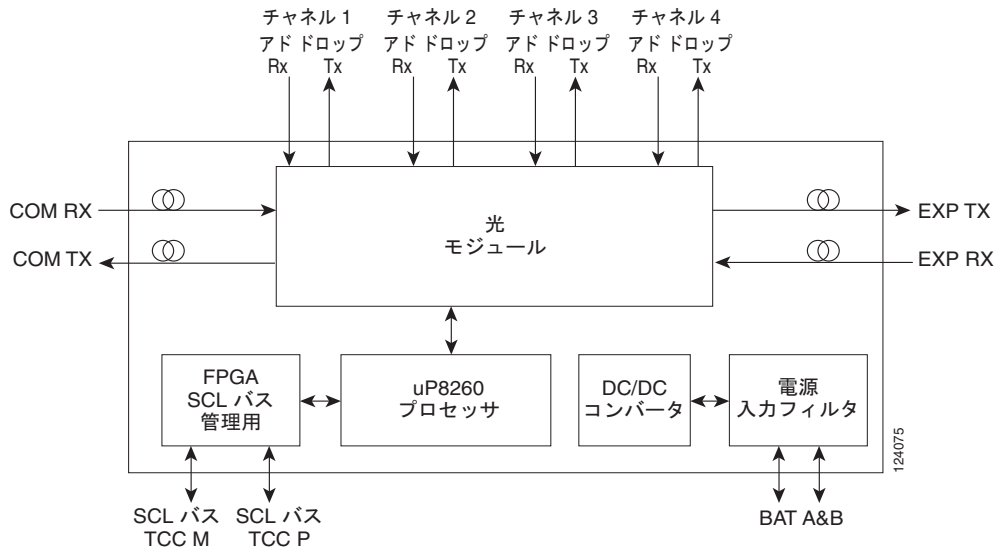 チャネル 1 チャネル 2 チャネル 3 チャネル 4
アド ドロップ アド ドロップ アド ドロップ アド ドロップ
Rx Tx Rx Tx Rx Tx Rx Tx
COM RX
EXP TX
光
モジュール
COM TX
EXP RX
FPGA
SCL バス
管理用
uP8260
プロセッサ
DC/DC
コンバータ
電源
入力フィルタ
124075
SCL バス
TCC M
SCL バス
TCC P
BAT A&B